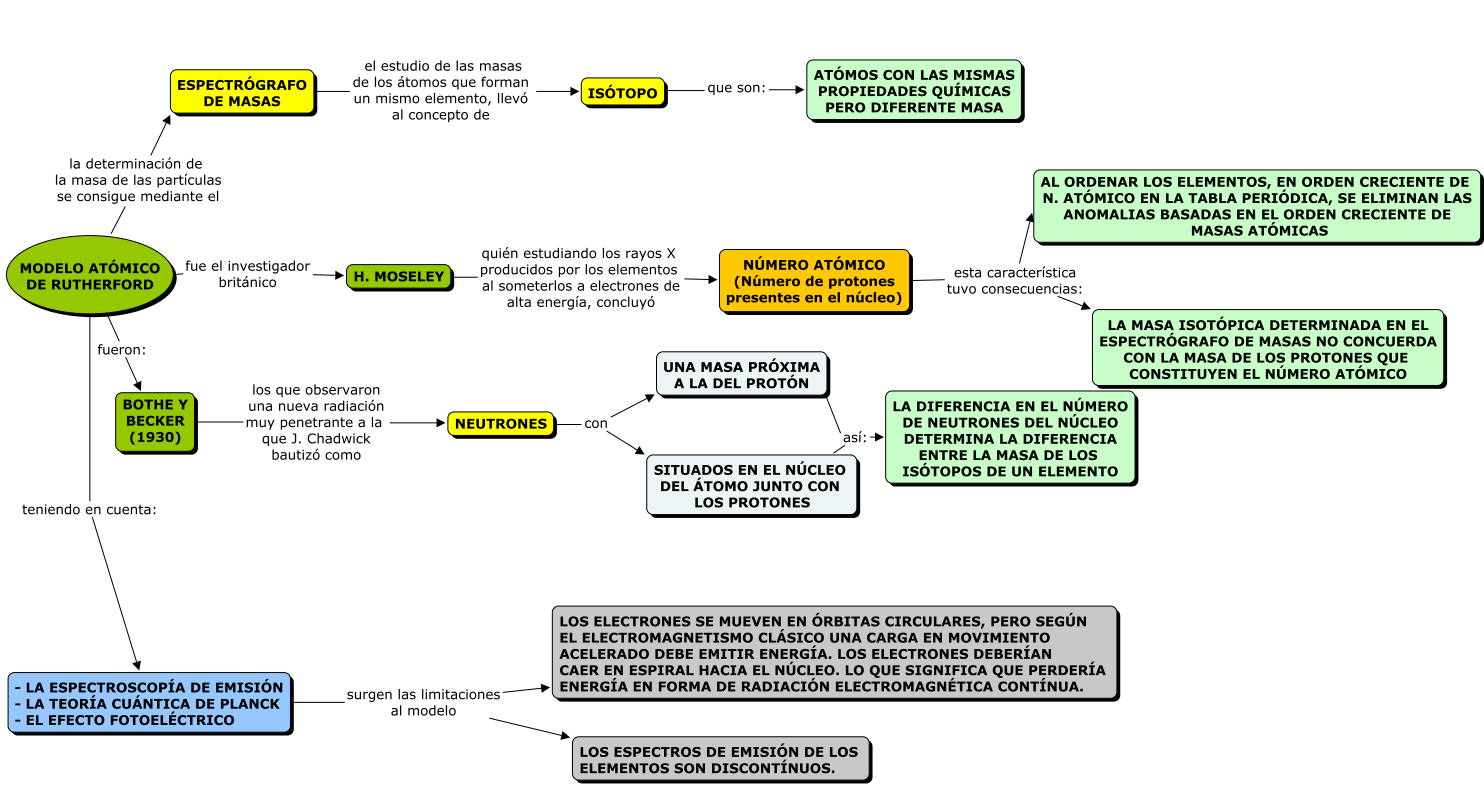 el estudio de las masas
de los átomos que forman
un mismo elemento, llevó
al concepto de
ESPECTRÓGRAFO
DE MASAS
ISÓTOPO
que son:
ATÓMOS CON LAS MISMAS
PROPIEDADES QUÍMICAS
PERO DIFERENTE MASA
la determinación de
la masa de las partículas
se consigue mediante el
AL ORDENAR LOS ELEMENTOS, EN ORDEN CRECIENTE DE
N. ATÓMICO EN LA TABLA PERIÓDICA, SE ELIMINAN LAS
ANOMALIAS BASADAS EN EL ORDEN CRECIENTE DE
MASAS ATÓMICAS
MODELO ATÓMICO
DE RUTHERFORD
fue el investigador
británico
H. MOSELEY
quién estudiando los rayos X
producidos por los elementos
al someterlos a electrones de
alta energía, concluyó
NÚMERO ATÓMICO
(Número de protones
presentes en el núcleo)
esta característica
tuvo consecuencias:
LA MASA ISOTÓPICA DETERMINADA EN EL
ESPECTRÓGRAFO DE MASAS NO CONCUERDA
CON LA MASA DE LOS PROTONES QUE
CONSTITUYEN EL NÚMERO ATÓMICO
fueron:
BOTHE Y
BECKER
(1930)
los que observaron
una nueva radiación
muy penetrante a la
que J. Chadwick
bautizó como
NEUTRONES
con
UNA MASA PRÓXIMA
A LA DEL PROTÓN
SITUADOS EN EL NÚCLEO
DEL ÁTOMO JUNTO CON
LOS PROTONES
así:
LA DIFERENCIA EN EL NÚMERO
DE NEUTRONES DEL NÚCLEO
DETERMINA LA DIFERENCIA
ENTRE LA MASA DE LOS
ISÓTOPOS DE UN ELEMENTO
teniendo en cuenta:
- LA ESPECTROSCOPÍA DE EMISIÓN
- LA TEORÍA CUÁNTICA DE PLANCK
- EL EFECTO FOTOELÉCTRICO
surgen las limitaciones
al modelo
LOS ELECTRONES SE MUEVEN EN ÓRBITAS CIRCULARES, PERO SEGÚN
EL ELECTROMAGNETISMO CLÁSICO UNA CARGA EN MOVIMIENTO
ACELERADO DEBE EMITIR ENERGÍA. LOS ELECTRONES DEBERÍAN
CAER EN ESPIRAL HACIA EL NÚCLEO. LO QUE SIGNIFICA QUE PERDERÍA
ENERGÍA EN FORMA DE RADIACIÓN ELECTROMAGNÉTICA CONTÍNUA.
LOS ESPECTROS DE EMISIÓN DE LOS
ELEMENTOS SON DISCONTÍNUOS.